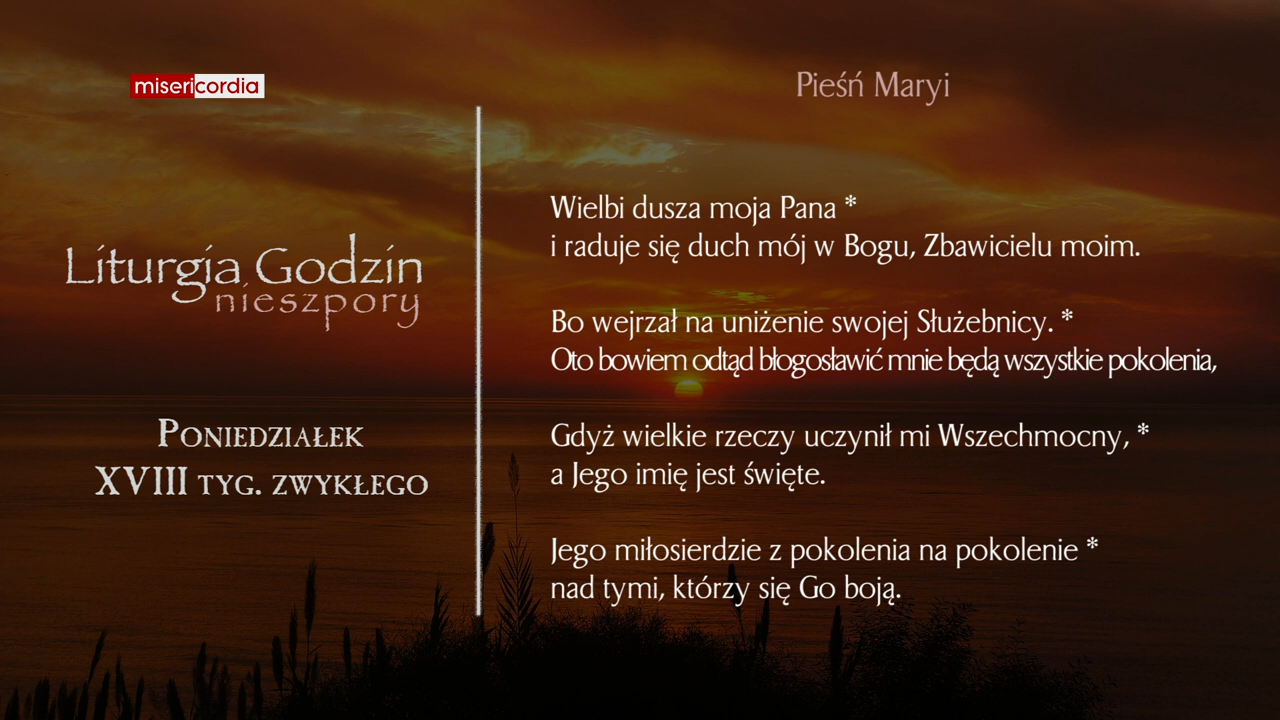 misericordia
Liturgia Godzin
nieszpory
Poniedziałek
XVIII tyg. zwykłego
Pieśń Maryi
Wielbi dusza moja Pana *
i raduje się duch mój w Bogu, Zbawicielu moim.
Bo wejrzał na uniżenie swojej Służebnicy. *
Oto bowiem odtąd błogosławić mnie będą wszystkie pokolenia,
Gdyż wielkie rzeczy uczynił mi Wszechmocny, *
a Jego imię jest święte.
Jego miłosierdzie z pokolenia na pokolenie *
nad tymi, którzy się Go boją.